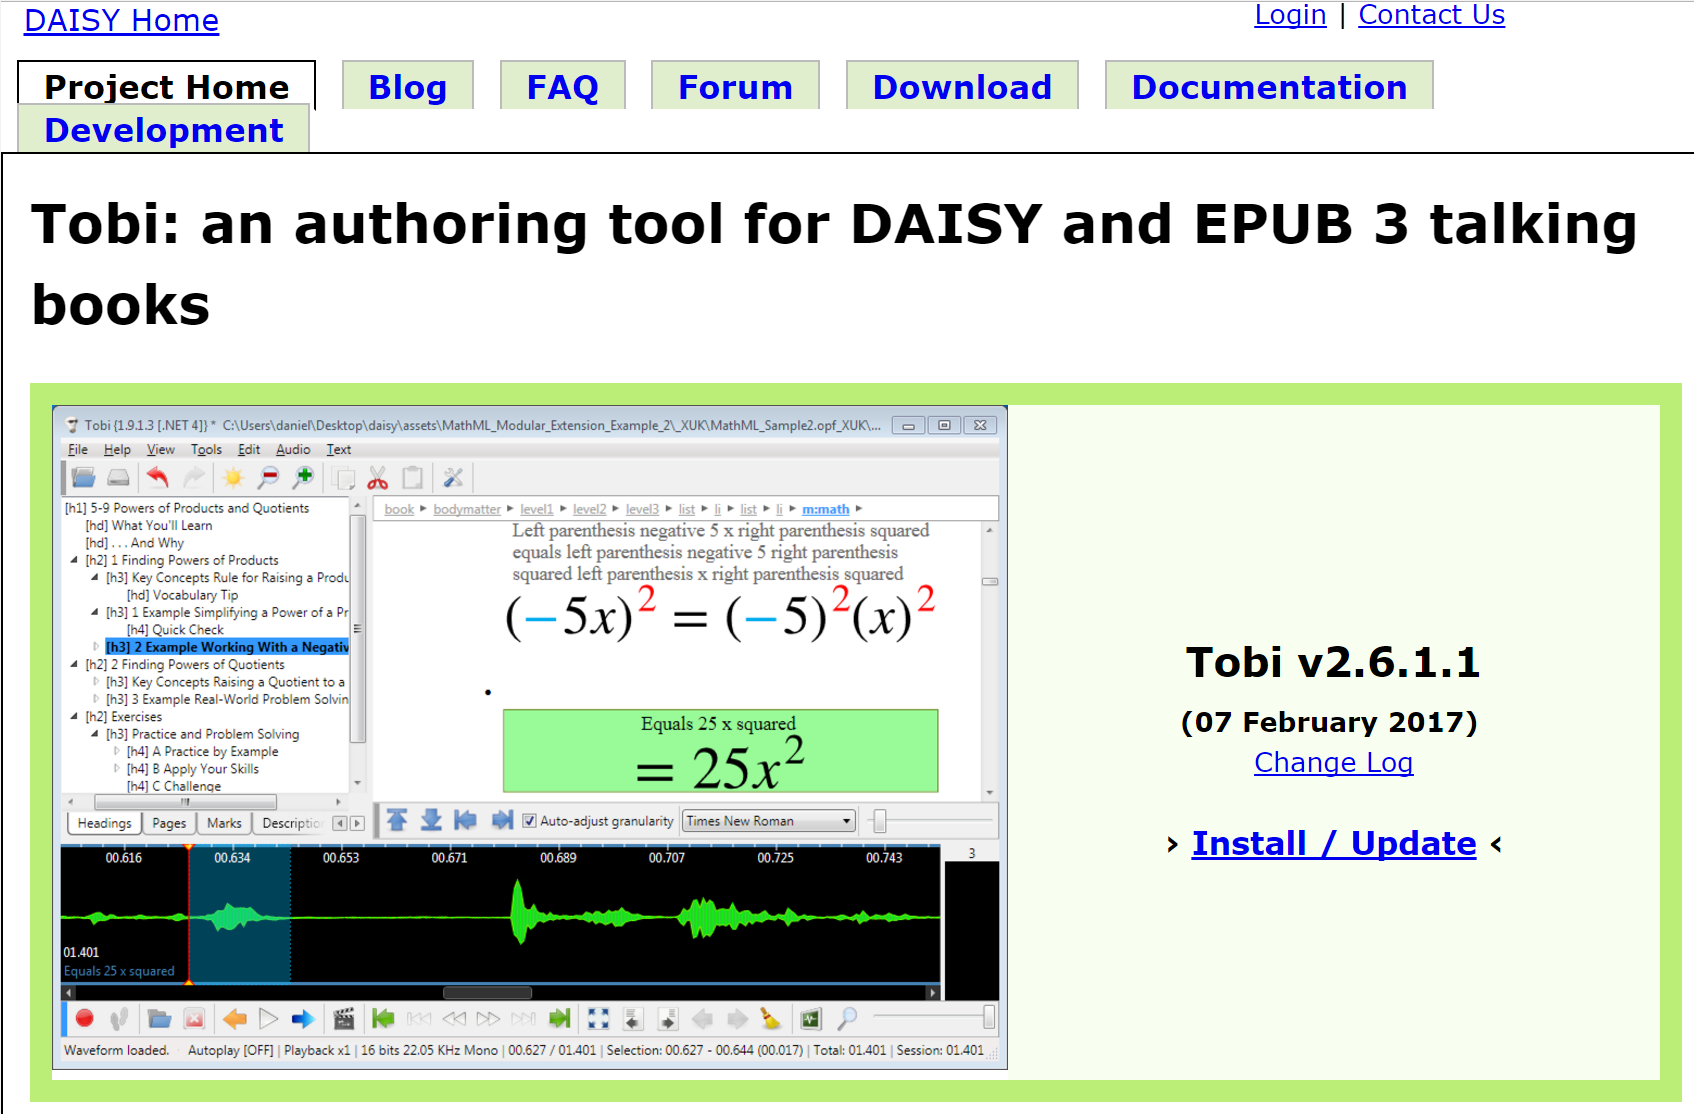 DAISY Home
Login | Contact Us
Project Home
Blog
FAQ
Forum
Download
Documentation
Development
Tobi: an authoring tool for DAISY and EPUB 3 talking
books
Tobi {1.9.1.3 [.NET 4]} * C:\Users\daniel\Desktop\daisy\assets\MathML_Modular_Extension_Example_2\_XUK\MathML_Sample2.opf_XUK\...
File Help View Tools Edit Audio Text
[h1] 5-9 Powers of Products and Quotients
[hd] What You'll Learn
[hd] . . . And Why
[h2] 1 Finding Powers of Products
[h3] Key Concepts Rule for Raising a Produ
[hd] Vocabulary Tip
[h3] 1 Example Simplifying a Power of a Pr
[h4] Quick Check
[h3] 2 Example Working With a Negativ
[h2] 2 Finding Powers of Quotients
[h3] Key Concepts Raising a Quotient to a
[h3] 3 Example Real-World Problem Solvin
[h2] Exercises
[h3] Practice and Problem Solving
[h4] A Practice by Example
[h4] B Apply Your Skills
[h4] C Challenge
Headings Pages Marks Descriptio
book ▸ bodymatter ▸ level1 ▸ level2 ▸ level3 ▸ list ▸ li ▸ list ▸ li ▸ m:math ▸
Left parenthesis negative 5 x right parenthesis squared
equals left parenthesis negative 5 right parenthesis
squared left parenthesis x right parenthesis squared
(−5x)² = (−5)²(x)²
Equals 25 x squared
= 25x²
Auto-adjust granularity Times New Roman
00.616 00.634 00.653 00.671 00.689 00.707 00.725 00.743 3
01.401
Equals 25 x squared
Waveform loaded. Autoplay [OFF] | Playback x1 | 16 bits 22.05 KHz Mono | 00.627 / 01.401 | Selection: 00.627 - 00.644 (00.017) | Total: 01.401 | Session: 01.401
Tobi v2.6.1.1
(07 February 2017)
Change Log
› Install / Update ‹